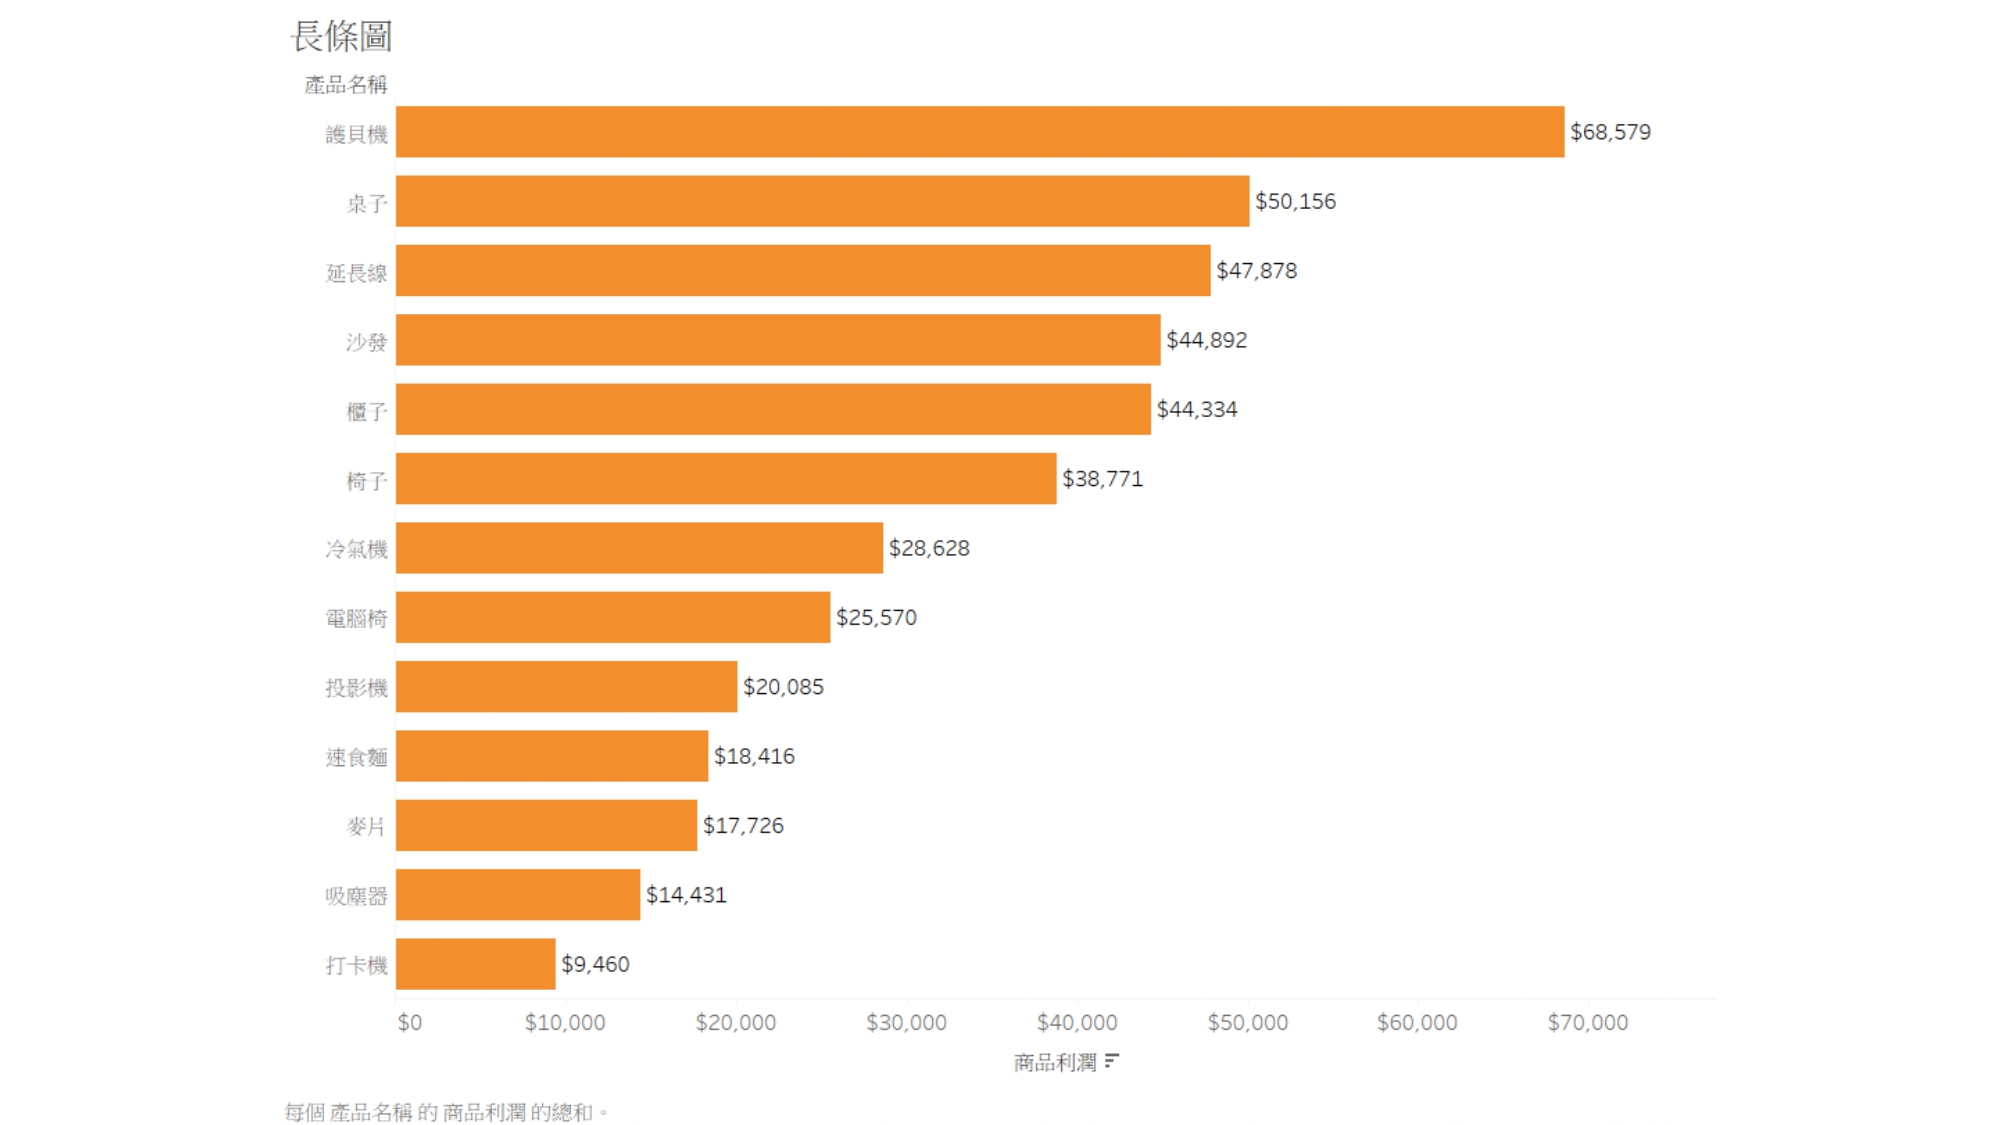 長條圖
產品名稱
護貝機 $68,579
桌子 $50,156
延長線 $47,878
沙發 $44,892
櫃子 $44,334
椅子 $38,771
冷氣機 $28,628
電腦椅 $25,570
投影機 $20,085
速食麵 $18,416
麥片 $17,726
吸塵器 $14,431
打卡機 $9,460
$0 $10,000 $20,000 $30,000 $40,000 $50,000 $60,000 $70,000
商品利潤
每個 產品名稱 的 商品利潤 的總和。